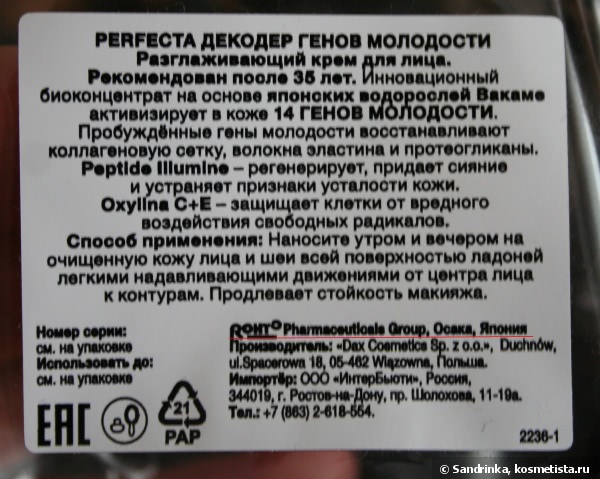 PERFECTA ДЕКОДЕР ГЕНОВ МОЛОДОСТИ
Разглаживающий крем для лица.
Рекомендован после 35 лет. Инновационный
биоконцентрат на основе японских водорослей Вакаме
активизирует в коже 14 ГЕНОВ МОЛОДОСТИ.
Пробуждённые гены молодости восстанавливают
коллагеновую сетку, волокна эластина и протеогликаны.
Peptide Illumine – регенерирует, придает сияние
и устраняет признаки усталости кожи.
Oxylina C+E – защищает клетки от вредного
воздействия свободных радикалов.
Способ применения: Наносите утром и вечером на
очищенную кожу лица и шеи всей поверхностью ладоней
легкими надавливающими движениями от центра лица
к контурам. Продлевает стойкость макияжа.
Номер серии:
см. на упаковке
Использовать до:
см. на упаковке
ROHTO Pharmaceuticals Group, Осака, Япония
Производитель: «Dax Cosmetics Sp. z o.o.», Duchnów,
ul.Spacerowa 18, 05-462 Wiązowna, Польша.
Импортёр: ООО «ИнтерБьюти», Россия,
344019, г. Ростов-на-Дону, пр. Шолохова, 11-19а.
Тел.: +7 (863) 2-618-554.
EAC
21
PAP
2236-1
© Sandrinka, kosmetista.ru